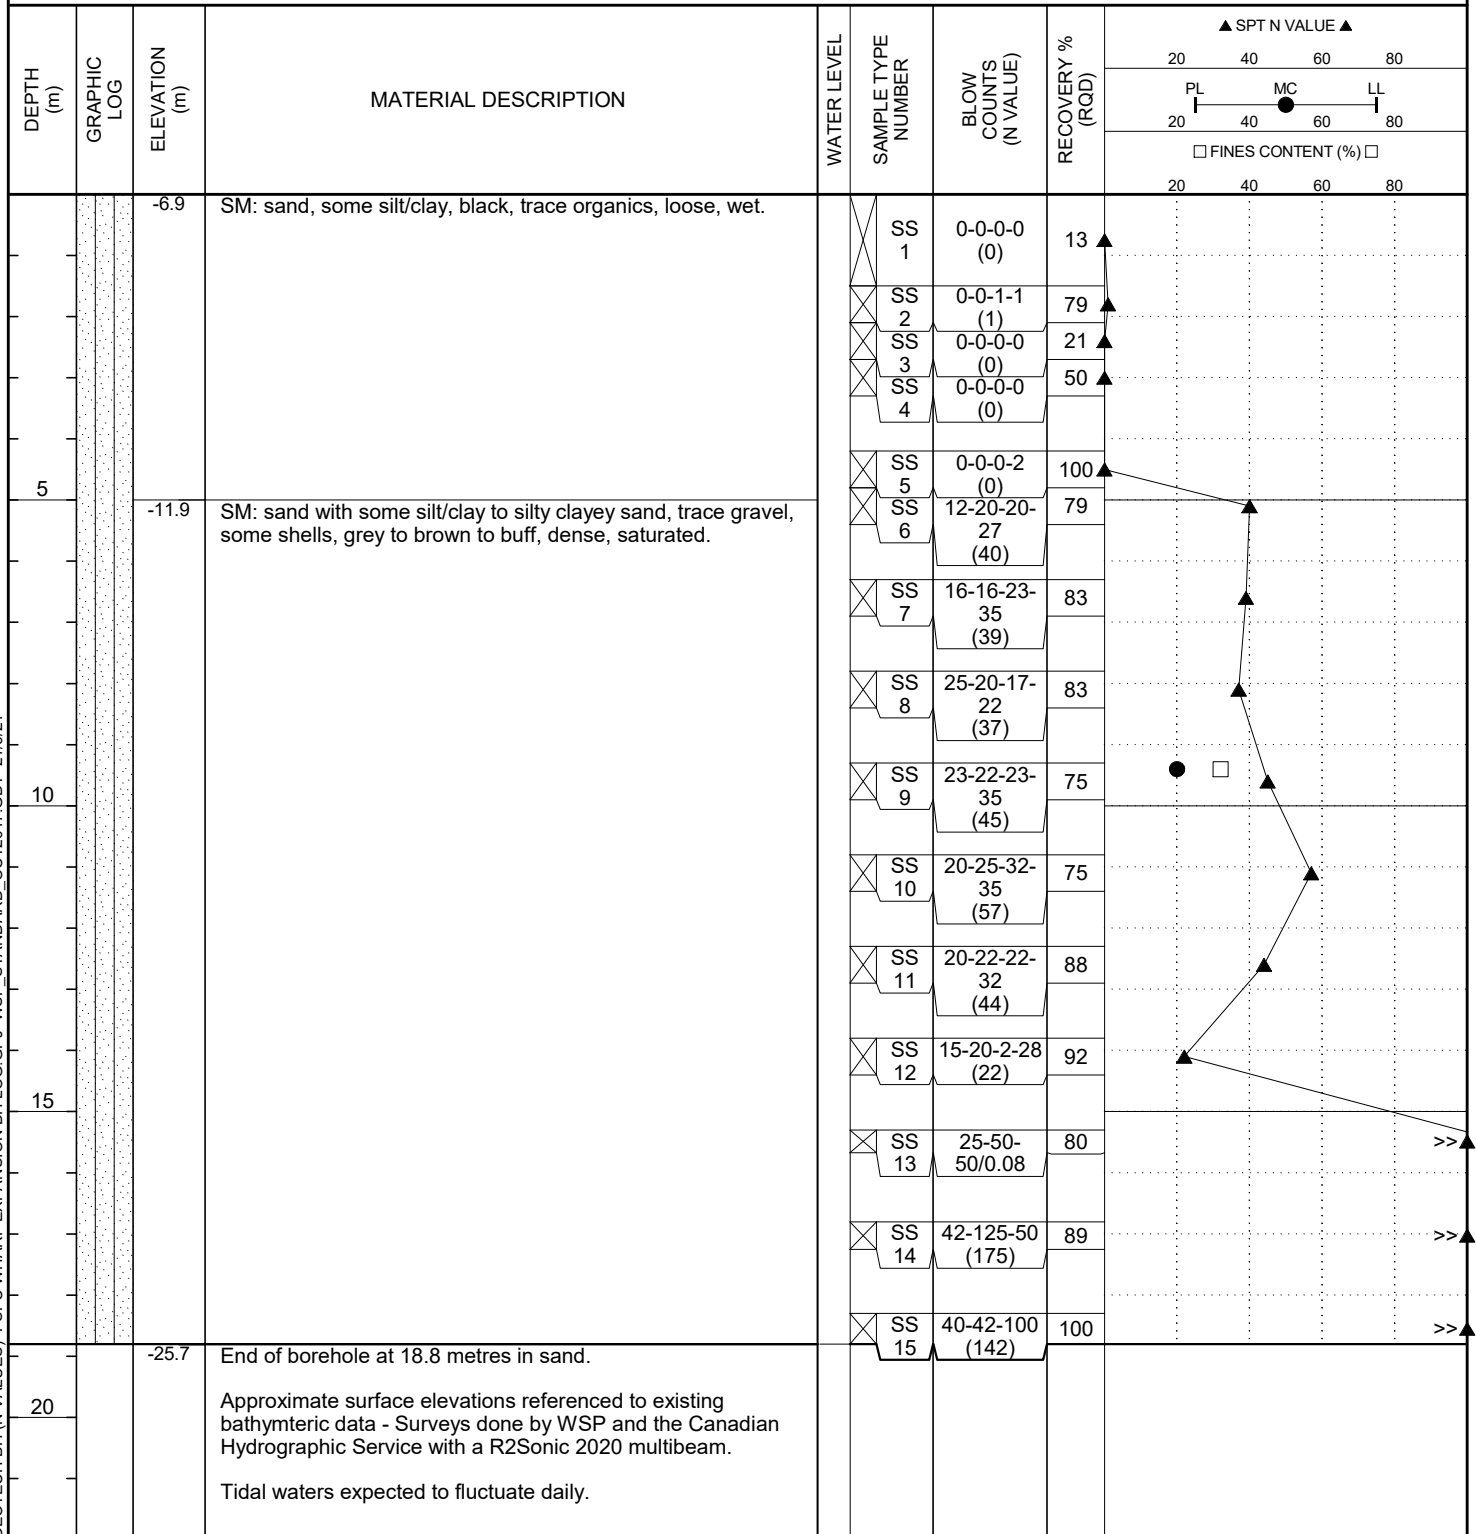 DEPTH (m)
GRAPHIC LOG
ELEVATION (m)
MATERIAL DESCRIPTION
WATER LEVEL
SAMPLE TYPE NUMBER
BLOW COUNTS (N VALUE)
RECOVERY % (RQD)
▲ SPT N VALUE ▲
20 40 60 80
PL MC LL
20 40 60 80
□ FINES CONTENT (%) □
20 40 60 80
-6.9 SM: sand, some silt/clay, black, trace organics, loose, wet.
SS 0-0-0-0 13
1 (0)
SS 0-0-1-1 79
2 (1)
SS 0-0-0-0 21
3 (0)
SS 0-0-0-0 50
4 (0)
SS 0-0-0-2 100
5 (0)
5
-11.9 SM: sand with some silt/clay to silty clayey sand, trace gravel,
some shells, grey to brown to buff, dense, saturated.
SS 12-20-20- 79
6 27
(40)
SS 16-16-23- 83
7 35
(39)
SS 25-20-17- 83
8 22
(37)
SS 23-22-23- 75
9 35
(45)
10
SS 20-25-32- 75
10 35
(57)
SS 20-22-22- 88
11 32
(44)
SS 15-20-2-28 92
12 (22)
15
SS 25-50- 80 >>
13 50/0.08
SS 42-125-50 89 >>
14 (175)
SS 40-42-100 100 >>
15 (142)
-25.7 End of borehole at 18.8 metres in sand.
20
Approximate surface elevations referenced to existing
bathymteric data - Surveys done by WSP and the Canadian
Hydrographic Service with a R2Sonic 2020 multibeam.
Tidal waters expected to fluctuate daily.